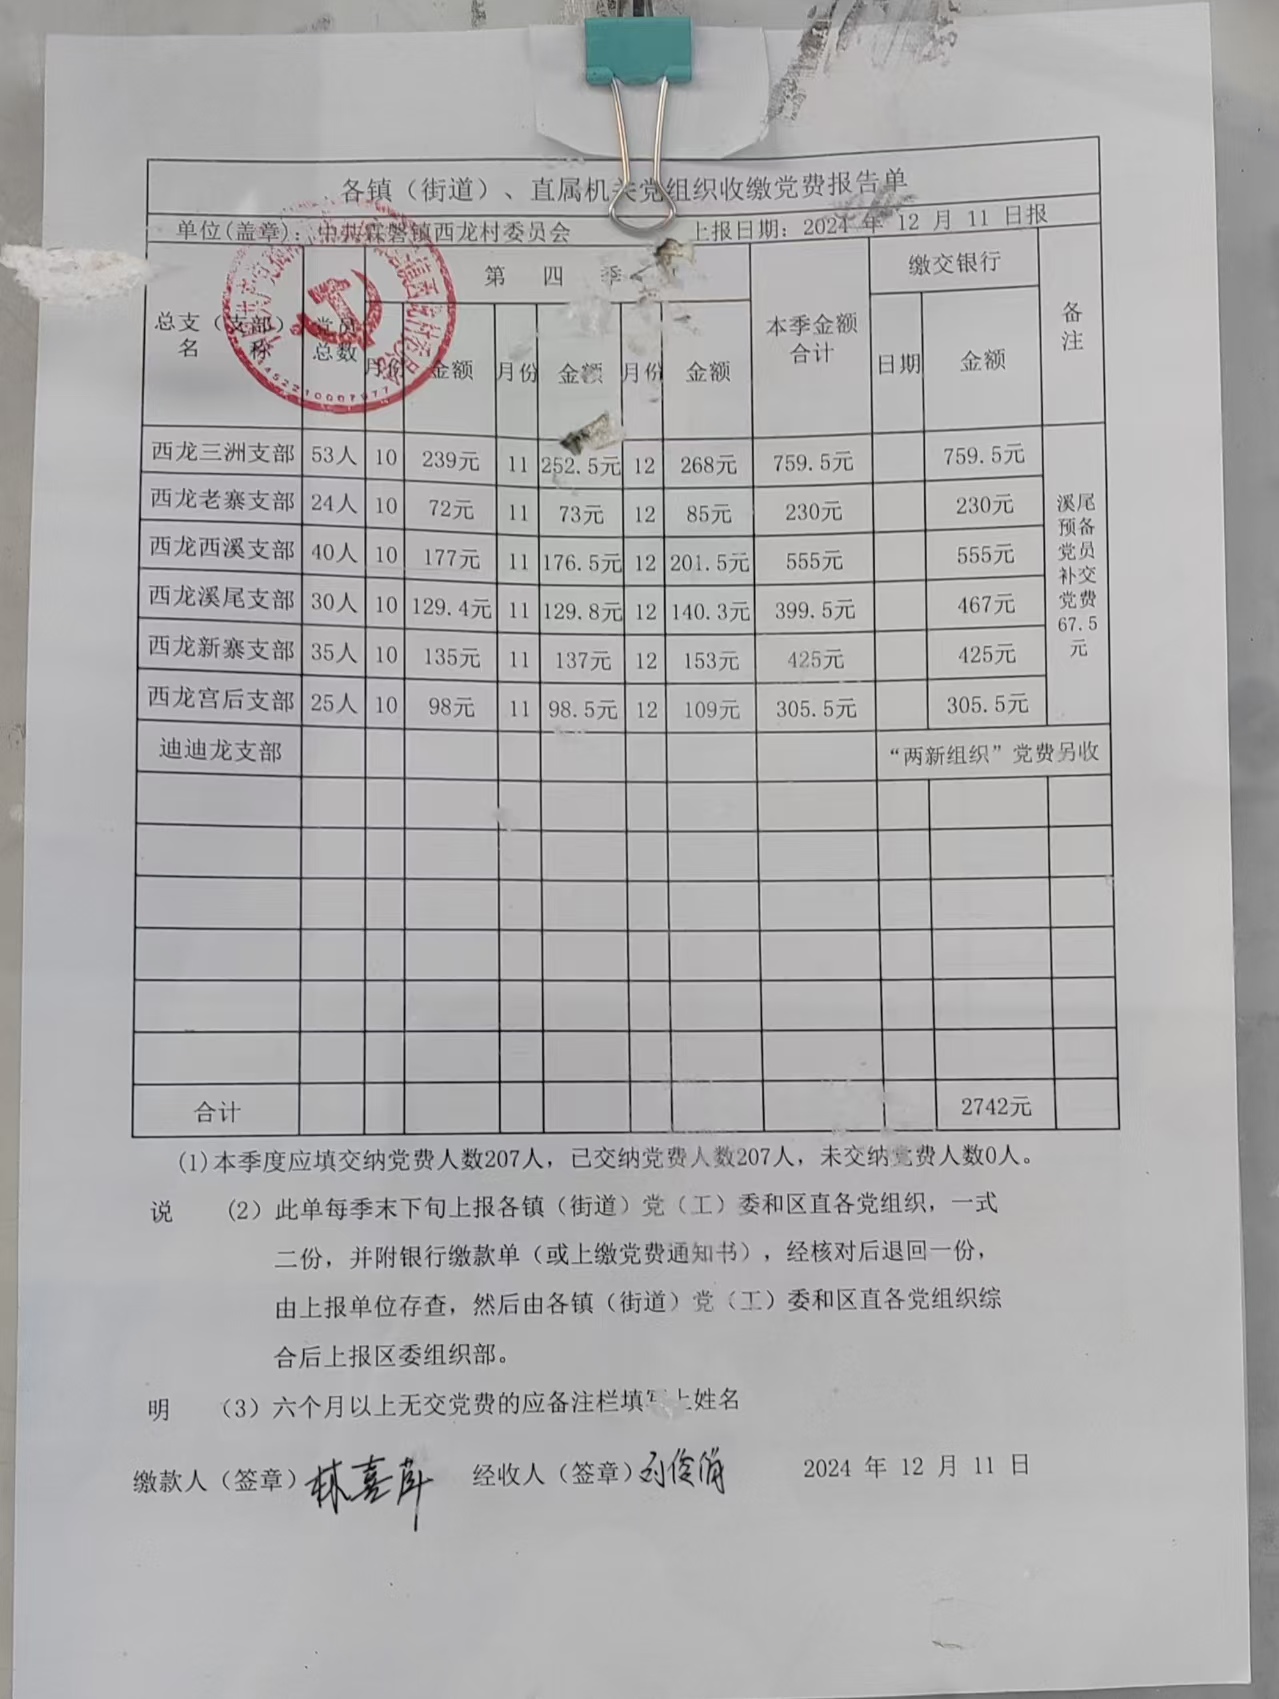 各镇（街道）、直属机关党组织收缴党费报告单
单位(盖章)：中共霖磐镇西龙村委员会 上报日期：2024 年 12 月 11 日报
总支（支部）名 称 党员总数 第 四 季 本季金额合计 缴交银行 备注
月份 金额 月份 金额 月份 金额 日期 金额
西龙三洲支部 53人 10 239元 11 252.5元 12 268元 759.5元 759.5元
西龙老寨支部 24人 10 72元 11 73元 12 85元 230元 230元
西龙西溪支部 40人 10 177元 11 176.5元 12 201.5元 555元 555元
西龙溪尾支部 30人 10 129.4元 11 129.8元 12 140.3元 399.5元 467元
西龙新寨支部 35人 10 135元 11 137元 12 153元 425元 425元
西龙宫后支部 25人 10 98元 11 98.5元 12 109元 305.5元 305.5元
溪尾
预备
党员
补交
党费
67.5
元
迪迪龙支部 “两新组织”党费另收
合计 2742元
(1)本季度应填交纳党费人数207人，已交纳党费人数207人，未交纳党费人数0人。
说 （2）此单每季末下旬上报各镇（街道）党（工）委和区直各党组织，一式
二份，并附银行缴款单（或上缴党费通知书），经核对后退回一份，
由上报单位存查，然后由各镇（街道）党（工）委和区直各党组织综
合后上报区委组织部。
明 （3）六个月以上无交党费的应备注栏填写上姓名
缴款人（签章） 林喜 经收人（签章） 刘俊 2024 年 12 月 11 日